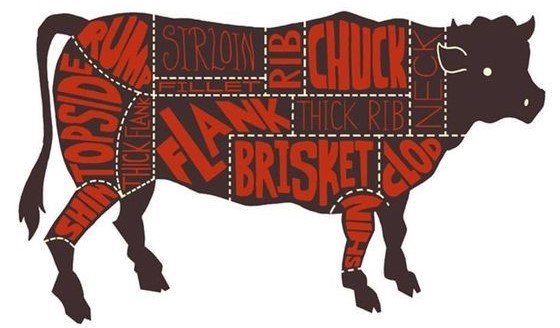 RUMP
SIRLOIN
RIB
CHUCK
NECK
FILLET
TOPSIDE
THICK FLANK
FLANK
THICK RIB
BRISKET
CLOD
SHIN
SHIN